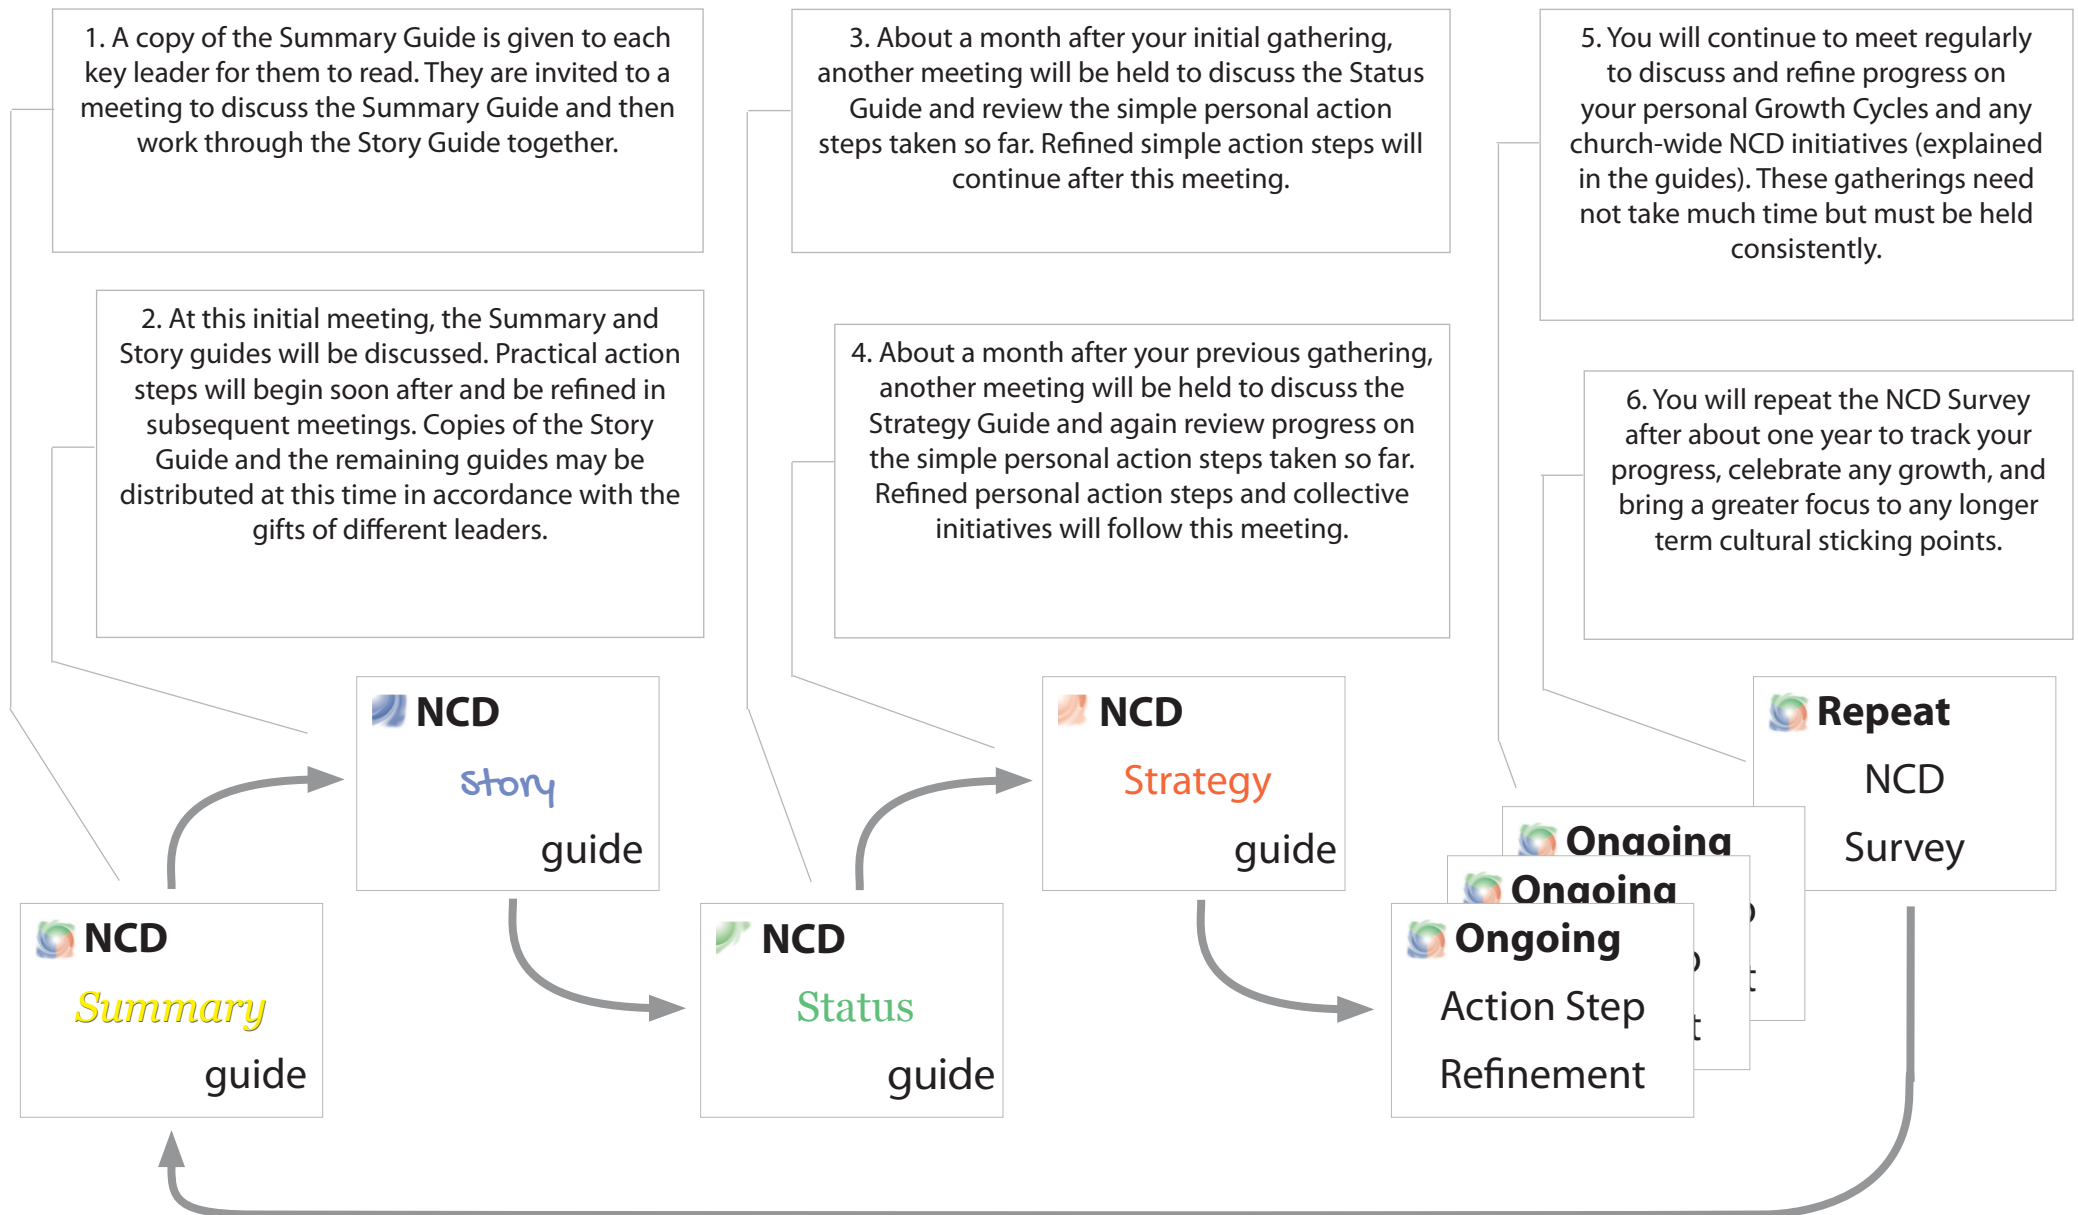 1. A copy of the Summary Guide is given to each
key leader for them to read. They are invited to a
meeting to discuss the Summary Guide and then
work through the Story Guide together.
2. At this initial meeting, the Summary and
Story guides will be discussed. Practical action
steps will begin soon after and be refined in
subsequent meetings. Copies of the Story
Guide and the remaining guides may be
distributed at this time in accordance with the
gifts of different leaders.
3. About a month after your initial gathering,
another meeting will be held to discuss the Status
Guide and review the simple personal action
steps taken so far. Refined simple action steps will
continue after this meeting.
4. About a month after your previous gathering,
another meeting will be held to discuss the
Strategy Guide and again review progress on
the simple personal action steps taken so far.
Refined personal action steps and collective
initiatives will follow this meeting.
5. You will continue to meet regularly
to discuss and refine progress on
your personal Growth Cycles and any
church-wide NCD initiatives (explained
in the guides). These gatherings need
not take much time but must be held
consistently.
6. You will repeat the NCD Survey
after about one year to track your
progress, celebrate any growth, and
bring a greater focus to any longer
term cultural sticking points.
NCD
Summary
guide
NCD
Story
guide
NCD
Status
guide
NCD
Strategy
guide
Ongoing
Ongoing
Ongoing
Action Step
Refinement
Repeat
NCD
Survey